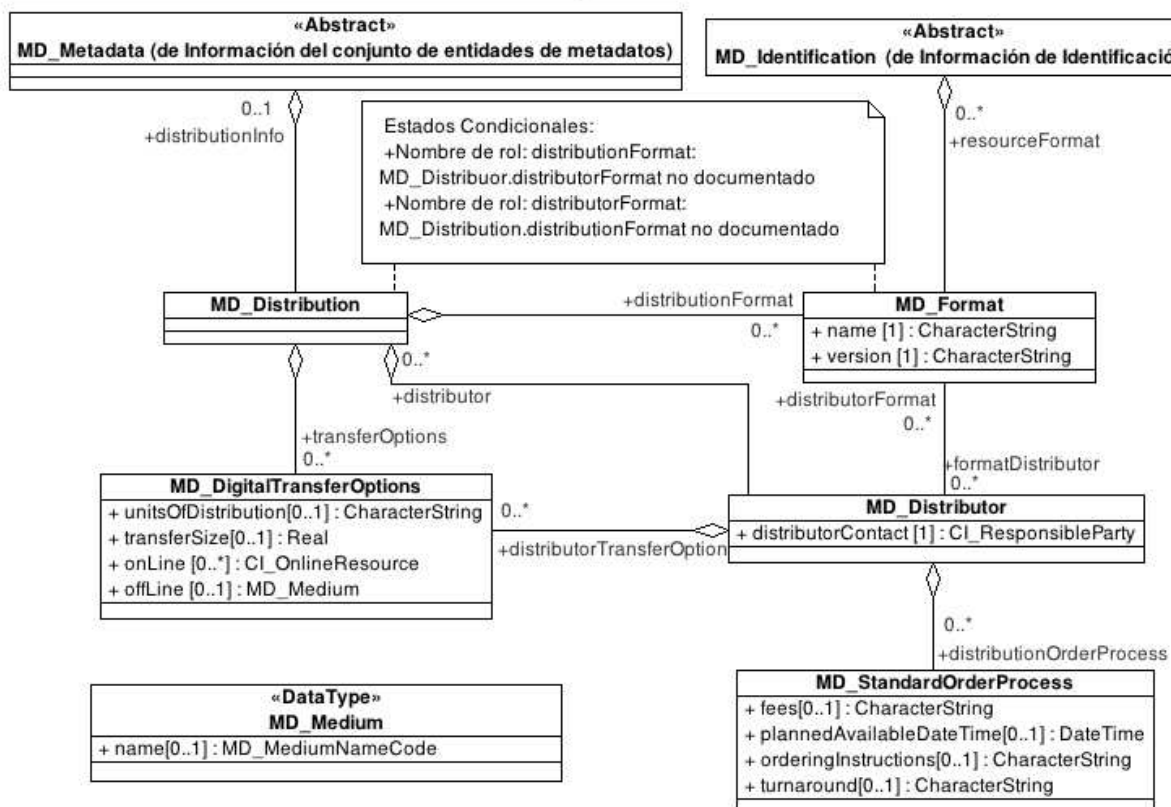 «Abstract»
MD_Metadata (de Información del conjunto de entidades de metadatos)
«Abstract»
MD_Identification (de Información de Identificació
0..1
+distributionInfo
Estados Condicionales:
+Nombre de rol: distributionFormat:
MD_Distribuor.distributorFormat no documentado
+Nombre de rol: distributorFormat:
MD_Distribution.distributionFormat no documentado
0..*
+resourceFormat
MD_Distribution
+distributionFormat
0..*
MD_Format
+ name [1] : CharacterString
+ version [1] : CharacterString
0..*
+distributor
+distributorFormat
0..*
+transferOptions
0..*
+formatDistributor
0..*
MD_DigitalTransferOptions
+ unitsOfDistribution[0..1] : CharacterString
+ transferSize[0..1] : Real
+ onLine [0..*] : CI_OnlineResource
+ offLine [0..1] : MD_Medium
0..*
+distributorTransferOption
MD_Distributor
+ distributorContact [1] : CI_ResponsibleParty
0..*
+distributionOrderProcess
«DataType»
MD_Medium
+ name[0..1] : MD_MediumNameCode
MD_StandardOrderProcess
+ fees[0..1] : CharacterString
+ plannedAvailableDateTime[0..1] : DateTime
+ orderingInstructions[0..1] : CharacterString
+ turnaround[0..1] : CharacterString